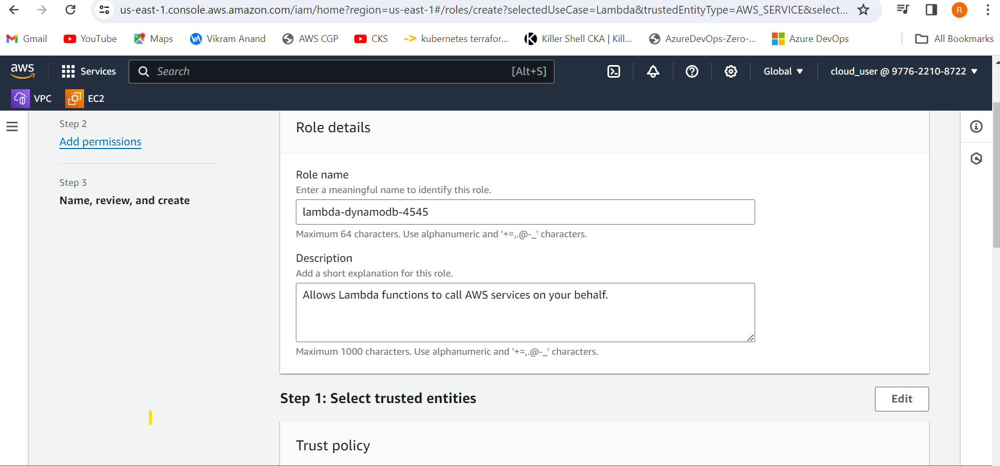 us-east-1.console.aws.amazon.com/iam/home?region=us-east-1#/roles/create?selectedUseCase=Lambda&trustedEntityType=AWS_SERVICE&select...
R
Gmail YouTube Maps Vikram Anand AWS CGP CKS kubernetes terrafor... Killer Shell CKA | Kill... AzureDevOps-Zero-... Azure DevOps All Bookmarks
aws Services Search [Alt+S] Global cloud_user @ 9776-2210-8722
VPC EC2
Step 2
Add permissions
Step 3
Name, review, and create
Role details
Role name
Enter a meaningful name to identify this role.
lambda-dynamodb-4545
Maximum 64 characters. Use alphanumeric and '+=,.@-_' characters.
Description
Add a short explanation for this role.
Allows Lambda functions to call AWS services on your behalf.
Maximum 1000 characters. Use alphanumeric and '+=,.@-_' characters.
Step 1: Select trusted entities
Edit
Trust policy